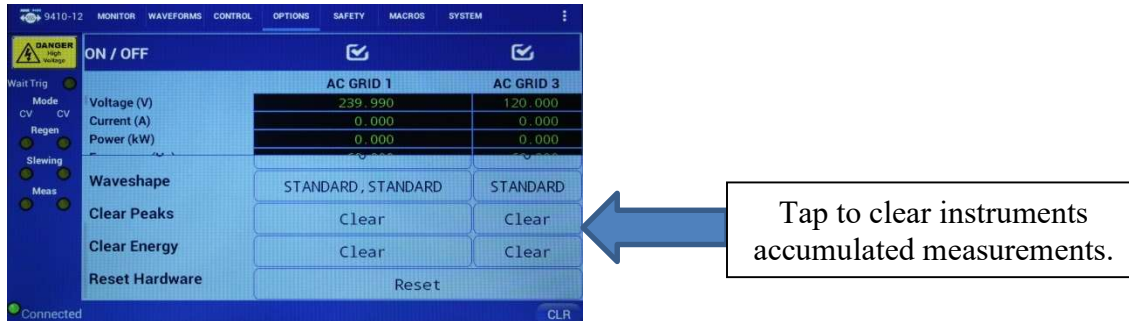 9410-12 MONITOR WAVEFORMS CONTROL OPTIONS SAFETY MACROS SYSTEM
DANGER
High
Voltage
ON / OFF
Wait Trig
AC GRID 1 AC GRID 3
Mode
CV CV
Voltage (V) 239.990 120.000
Current (A) 0.000 0.000
Regen
Power (kW) 0.000 0.000
Slewing
Meas
Waveshape STANDARD,STANDARD STANDARD
Clear Peaks Clear Clear
Clear Energy Clear Clear
Reset Hardware Reset
Connected CLR
Tap to clear instruments
accumulated measurements.